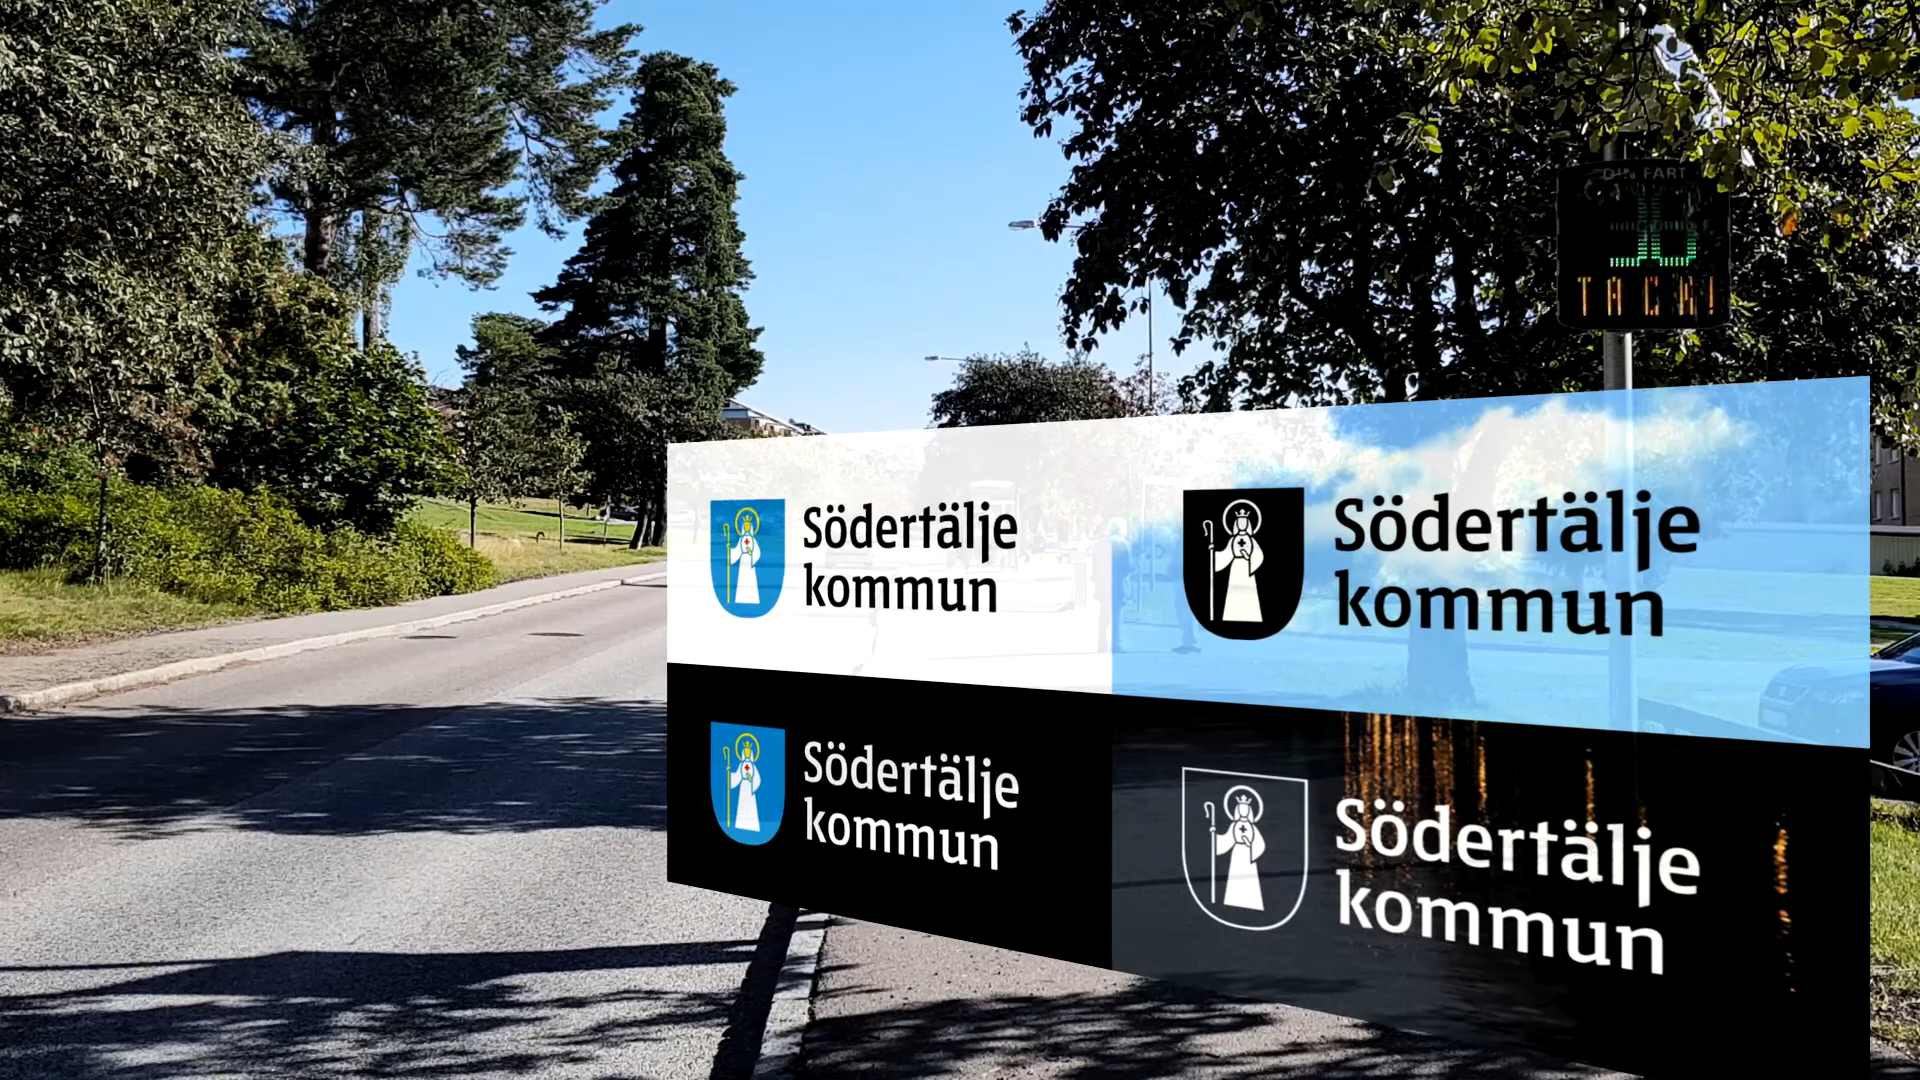 DIN FART
TACK!
Södertälje
kommun
Södertälje
kommun
Södertälje
kommun
Södertälje
kommun